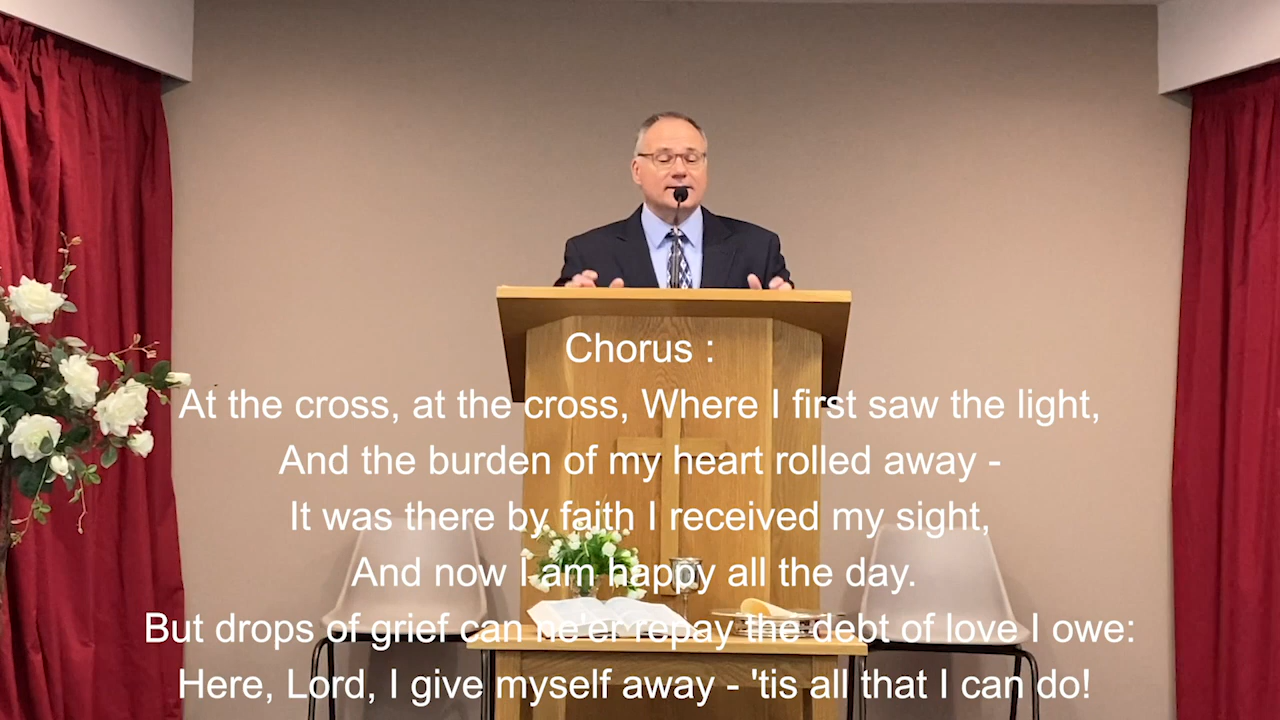 Chorus :
At the cross, at the cross, Where I first saw the light,
And the burden of my heart rolled away -
It was there by faith I received my sight,
And now I am happy all the day.
But drops of grief can ne'er repay the debt of love I owe:
Here, Lord, I give myself away - 'tis all that I can do!